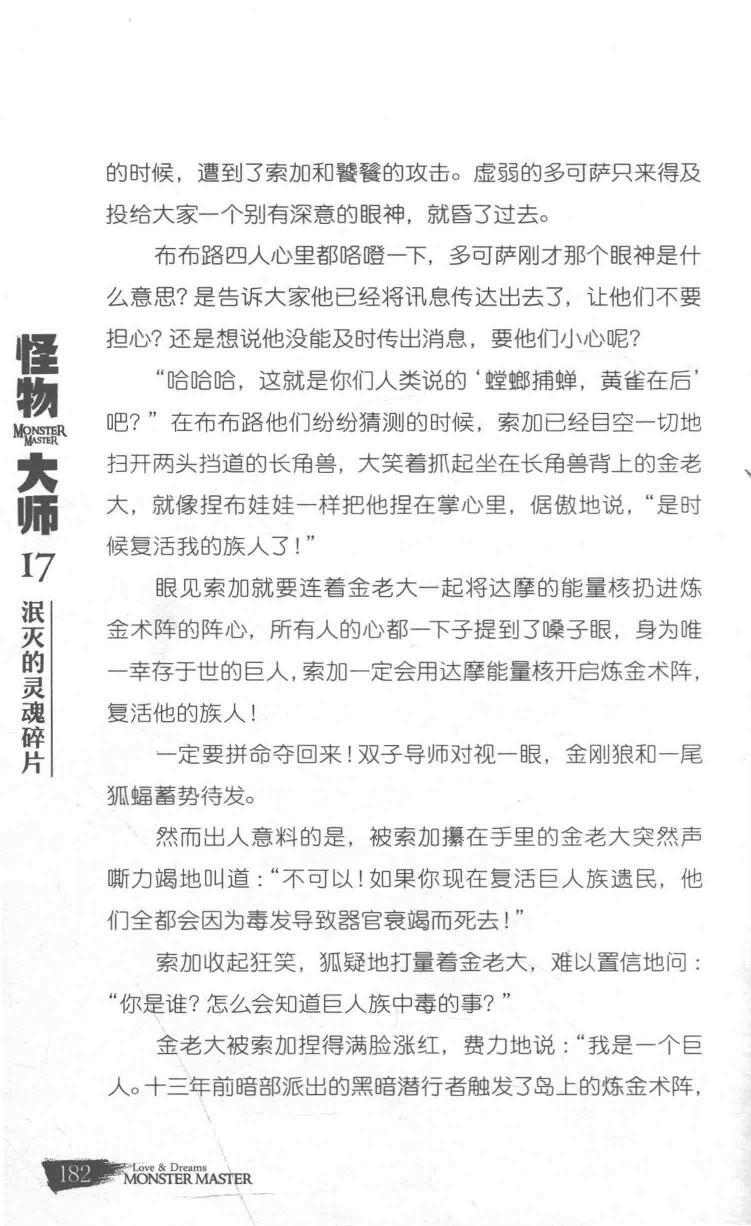 的时候，遭到了索加和饕餮的攻击。虚弱的多可萨只来得及
投给大家一个别有深意的眼神，就昏了过去。
布布路四人心里都咯噔一下，多可萨刚才那个眼神是什
么意思？是告诉大家他已经将讯息传达出去了，让他们不要
担心？还是想说他没能及时传出消息，要他们小心呢？
“哈哈哈，这就是你们人类说的‘螳螂捕蝉，黄雀在后’
吧？”在布布路他们纷纷猜测的时候，索加已经目空一切地
扫开两头挡道的长角兽，大笑着抓起坐在长角兽背上的金老
大，就像捏布娃娃一样把他捏在掌心里，倨傲地说，“是时
候复活我的族人了！”
眼见索加就要连着金老大一起将达摩的能量核扔进炼
金术阵的阵心，所有人的心都一下子提到了嗓子眼，身为唯
一幸存于世的巨人，索加一定会用达摩能量核开启炼金术阵，
复活他的族人！
一定要拼命夺回来！双子导师对视一眼，金刚狼和一尾
狐蝠蓄势待发。
然而出人意料的是，被索加攥在手里的金老大突然声
嘶力竭地叫道：“不可以！如果你现在复活巨人族遗民，他
们全都会因为毒发导致器官衰竭而死去！”
索加收起狂笑，狐疑地打量着金老大，难以置信地问：
“你是谁？怎么会知道巨人族中毒的事？”
金老大被索加捏得满脸涨红，费力地说：“我是一个巨
人。十三年前暗部派出的黑暗潜行者触发了岛上的炼金术阵，
怪物
MONSTER
MASTER
大师
17
泯灭的灵魂碎片
182
Love & Dreams
MONSTER MASTER